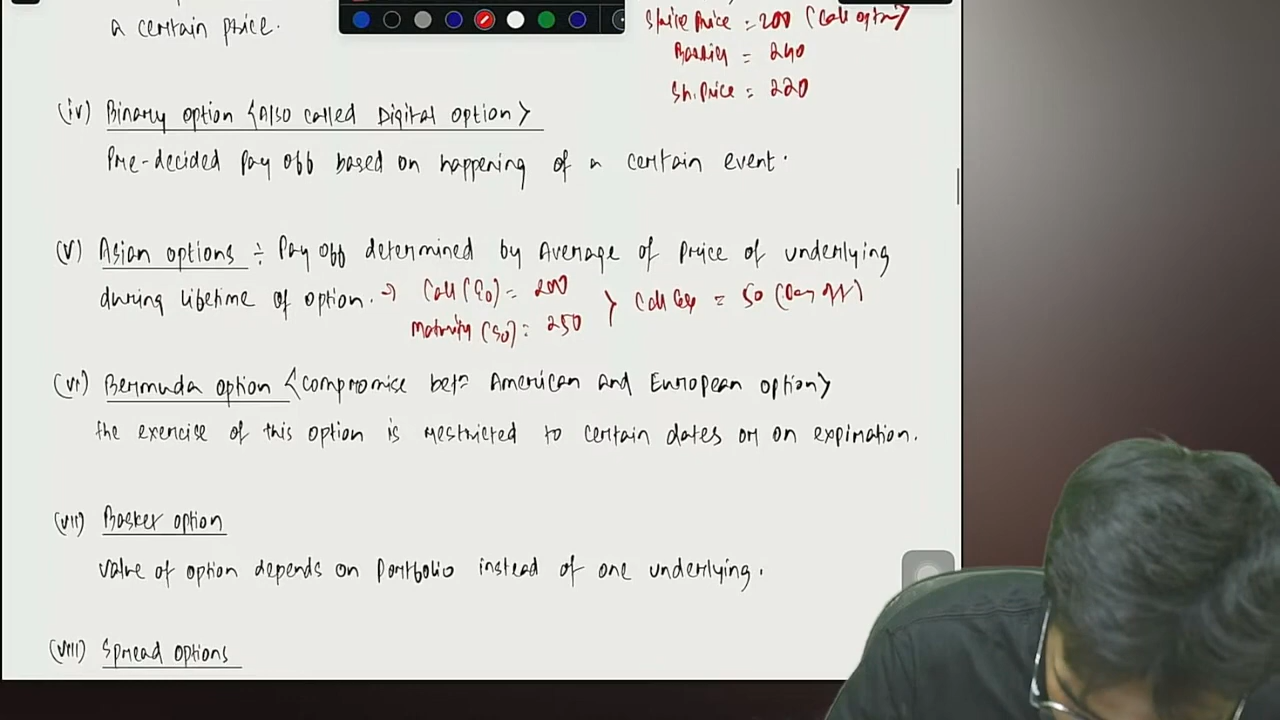 a certain price.
Strike Price = 200 (Call option)
Barrier = 240
Sh. Price = 220
(iv) Binary option {Also called Digital option}
Pre-decided Pay off based on happening of a certain event.
(v) Asian options ÷ Pay off determined by Average of Price of underlying
during lifetime of option. → Call = 200
Maturity = 250
Call = 50 (Pay off)
(vi) Bermuda option {compromise betn American and European option}
the exercise of this option is restricted to certain dates or on expiration.
(vii) Basket option
value of option depends on Portfolio instead of one underlying.
(viii) Spread options